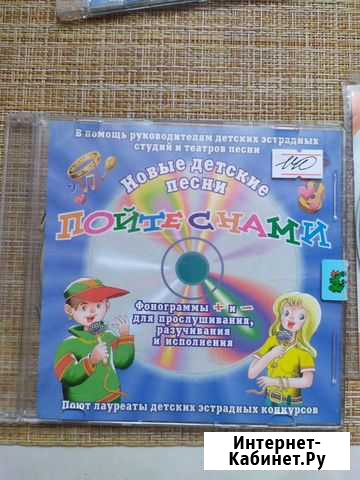 В помощь руководителям детских эстрадных
студий и театров песни
140
Новые детские
песни
ПОЙТЕ С НАМИ
Фонограммы + и –
для прослушивания,
разучивания
и исполнения
Поют лауреаты детских эстрадных конкурсов
Интернет-
Кабинет.Ру